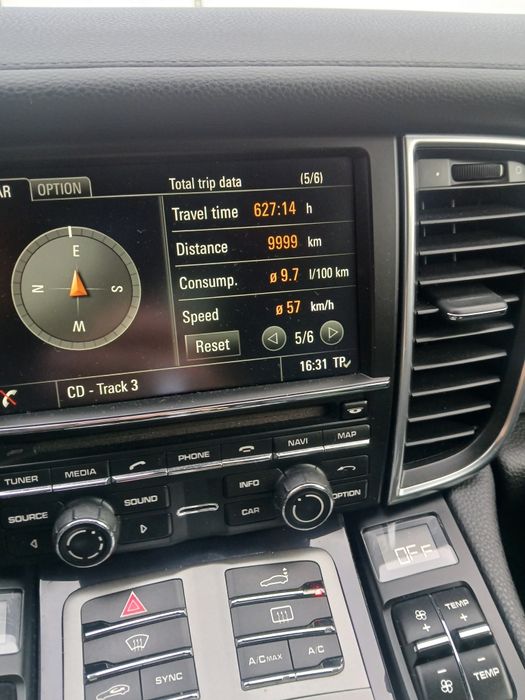 AR OPTION Total trip data (5/6)
Travel time 627:14 h
Distance 9999 km
Consump. ø 9.7 l/100 km
Speed ø 57 km/h
Reset 5/6
E
N S
W
CD - Track 3 16:31 TP
TUNER MEDIA PHONE NAVI MAP
SOURCE SOUND INFO OPTION
CAR
OFF
TEMP
+ +
A/C MAX A/C
SYNC
- -
TEMP